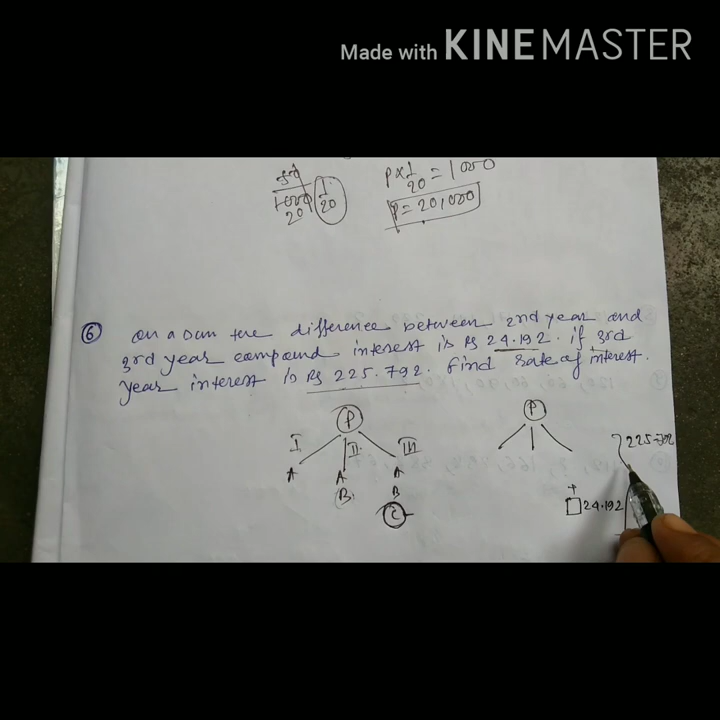 Made with KINEMASTER
P × 1/20 = 1000
1000 1/20
20
P = 20,000
6 on a sum the difference between 2nd year and
3rd year compound interest is Rs 24.192. if 3rd
year interest is Rs 225.792. Find rate of interest.
P P
I II III 225.792
A A A
B B
C
+
24.192